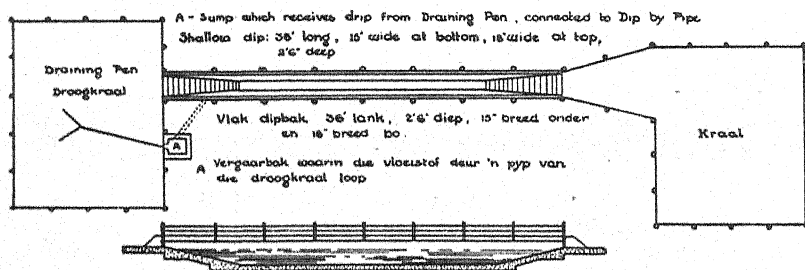 A - Sump which receives drip from Draining Pen, connected to Dip by Pipe
Shallow dip: 36' long, 15" wide at bottom, 18" wide at top,
2'6" deep
Draining Pen
Droogkraal
Vlak dipbak 36' lank, 2'6" diep, 15" breed onder
en 18" breed bo.
Kraal
A
A Vergaarbak waarin die vloeistof deur 'n pyp van
die droogkraal loop